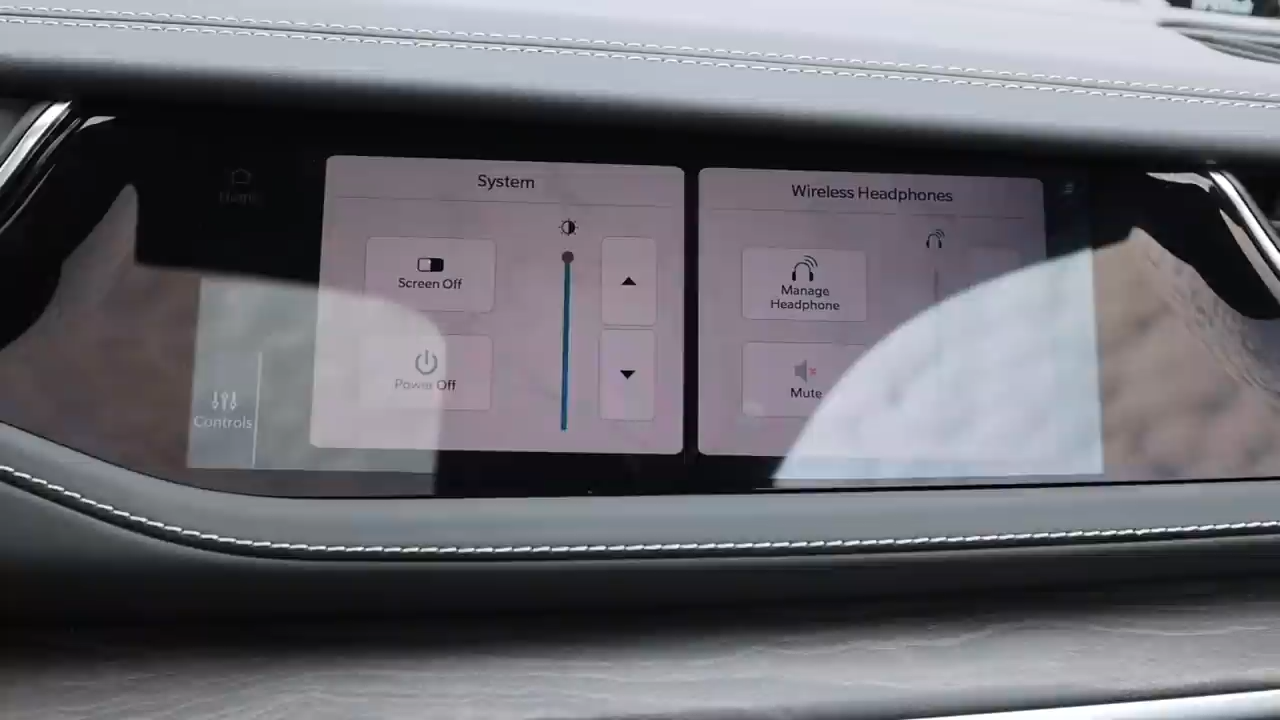 System
Wireless Headphones
Screen Off
Manage
Headphone
Power Off
Mute
Controls